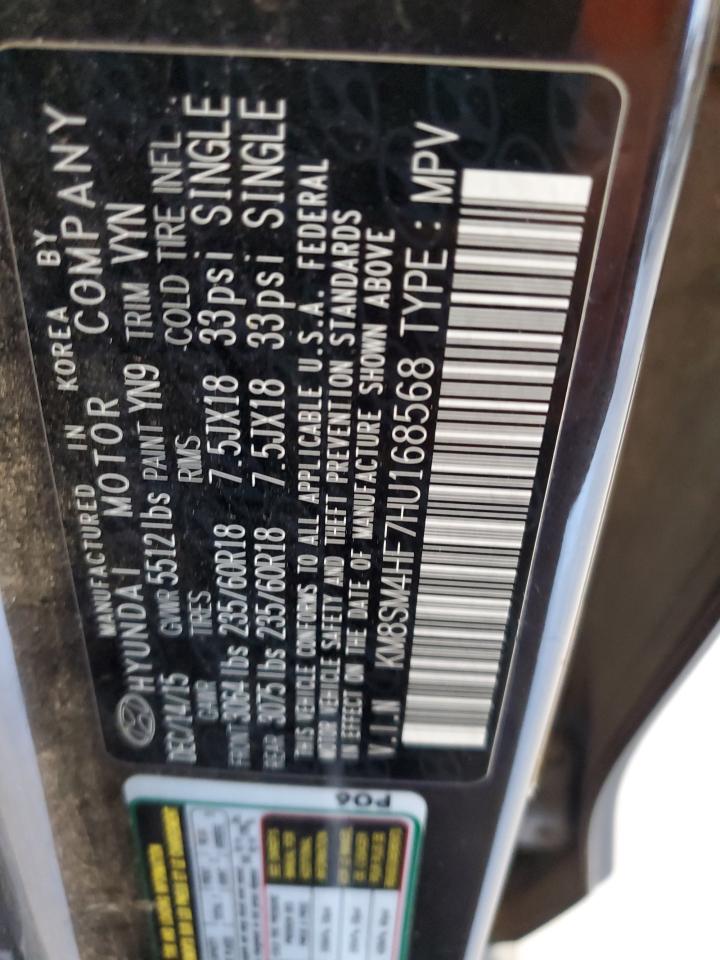 MANUFACTURED IN KOREA BY
HYUNDAI MOTOR COMPANY
DEC/14/15 GVWR 5512lbs PAINT YN9 TRIM VYN
GAWR TIRES RIMS COLD TIRE INFL.
FRONT 3064lbs 235/60R18 7.5JX18 33psi SINGLE
REAR 3075lbs 235/60R18 7.5JX18 33psi SINGLE
THIS VEHICLE CONFORMS TO ALL APPLICABLE U.S.A. FEDERAL
MOTOR VEHICLE SAFETY AND THEFT PREVENTION STANDARDS
IN EFFECT ON THE DATE OF MANUFACTURE SHOWN ABOVE
V.I.N KM8SM4HF7HU168568 TYPE : MPV
P06